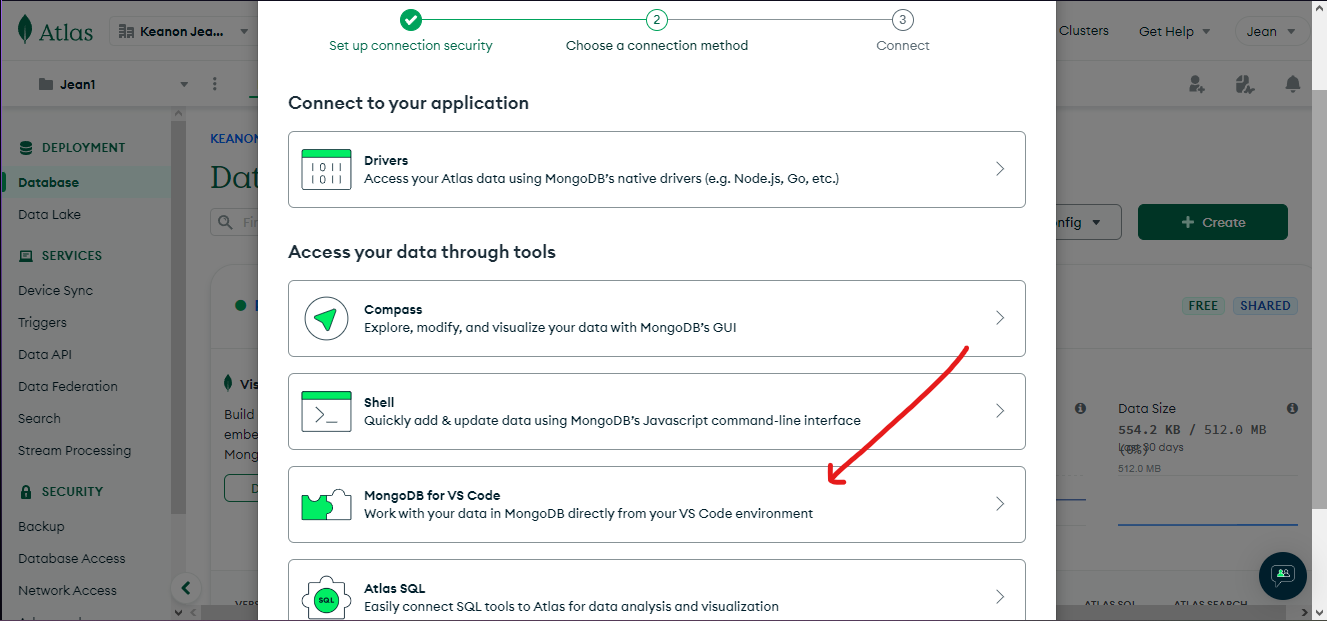 Atlas
Keanon Jea...
Clusters
Get Help
Jean
Set up connection security
2
Choose a connection method
3
Connect
Jean1
DEPLOYMENT
Database
Data Lake
SERVICES
Device Sync
Triggers
Data API
Data Federation
Search
Stream Processing
SECURITY
Backup
Database Access
Network Access
KEANON
Dat
Connect to your application
1011
1011
Drivers
Access your Atlas data using MongoDB's native drivers (e.g. Node.js, Go, etc.)
Access your data through tools
Compass
Explore, modify, and visualize your data with MongoDB's GUI
>_
Shell
Quickly add & update data using MongoDB's Javascript command-line interface
MongoDB for VS Code
Work with your data in MongoDB directly from your VS Code environment
SQL
Atlas SQL
Easily connect SQL tools to Atlas for data analysis and visualization
Fi
Vis
Build
embe
Mong
D
nfig
+ Create
FREE
SHARED
Data Size
554.2 KB / 512.0 MB
(0%)
Last 30 days
512.0 MB
VERS
ATLAS SQL
ATLAS SEARCH